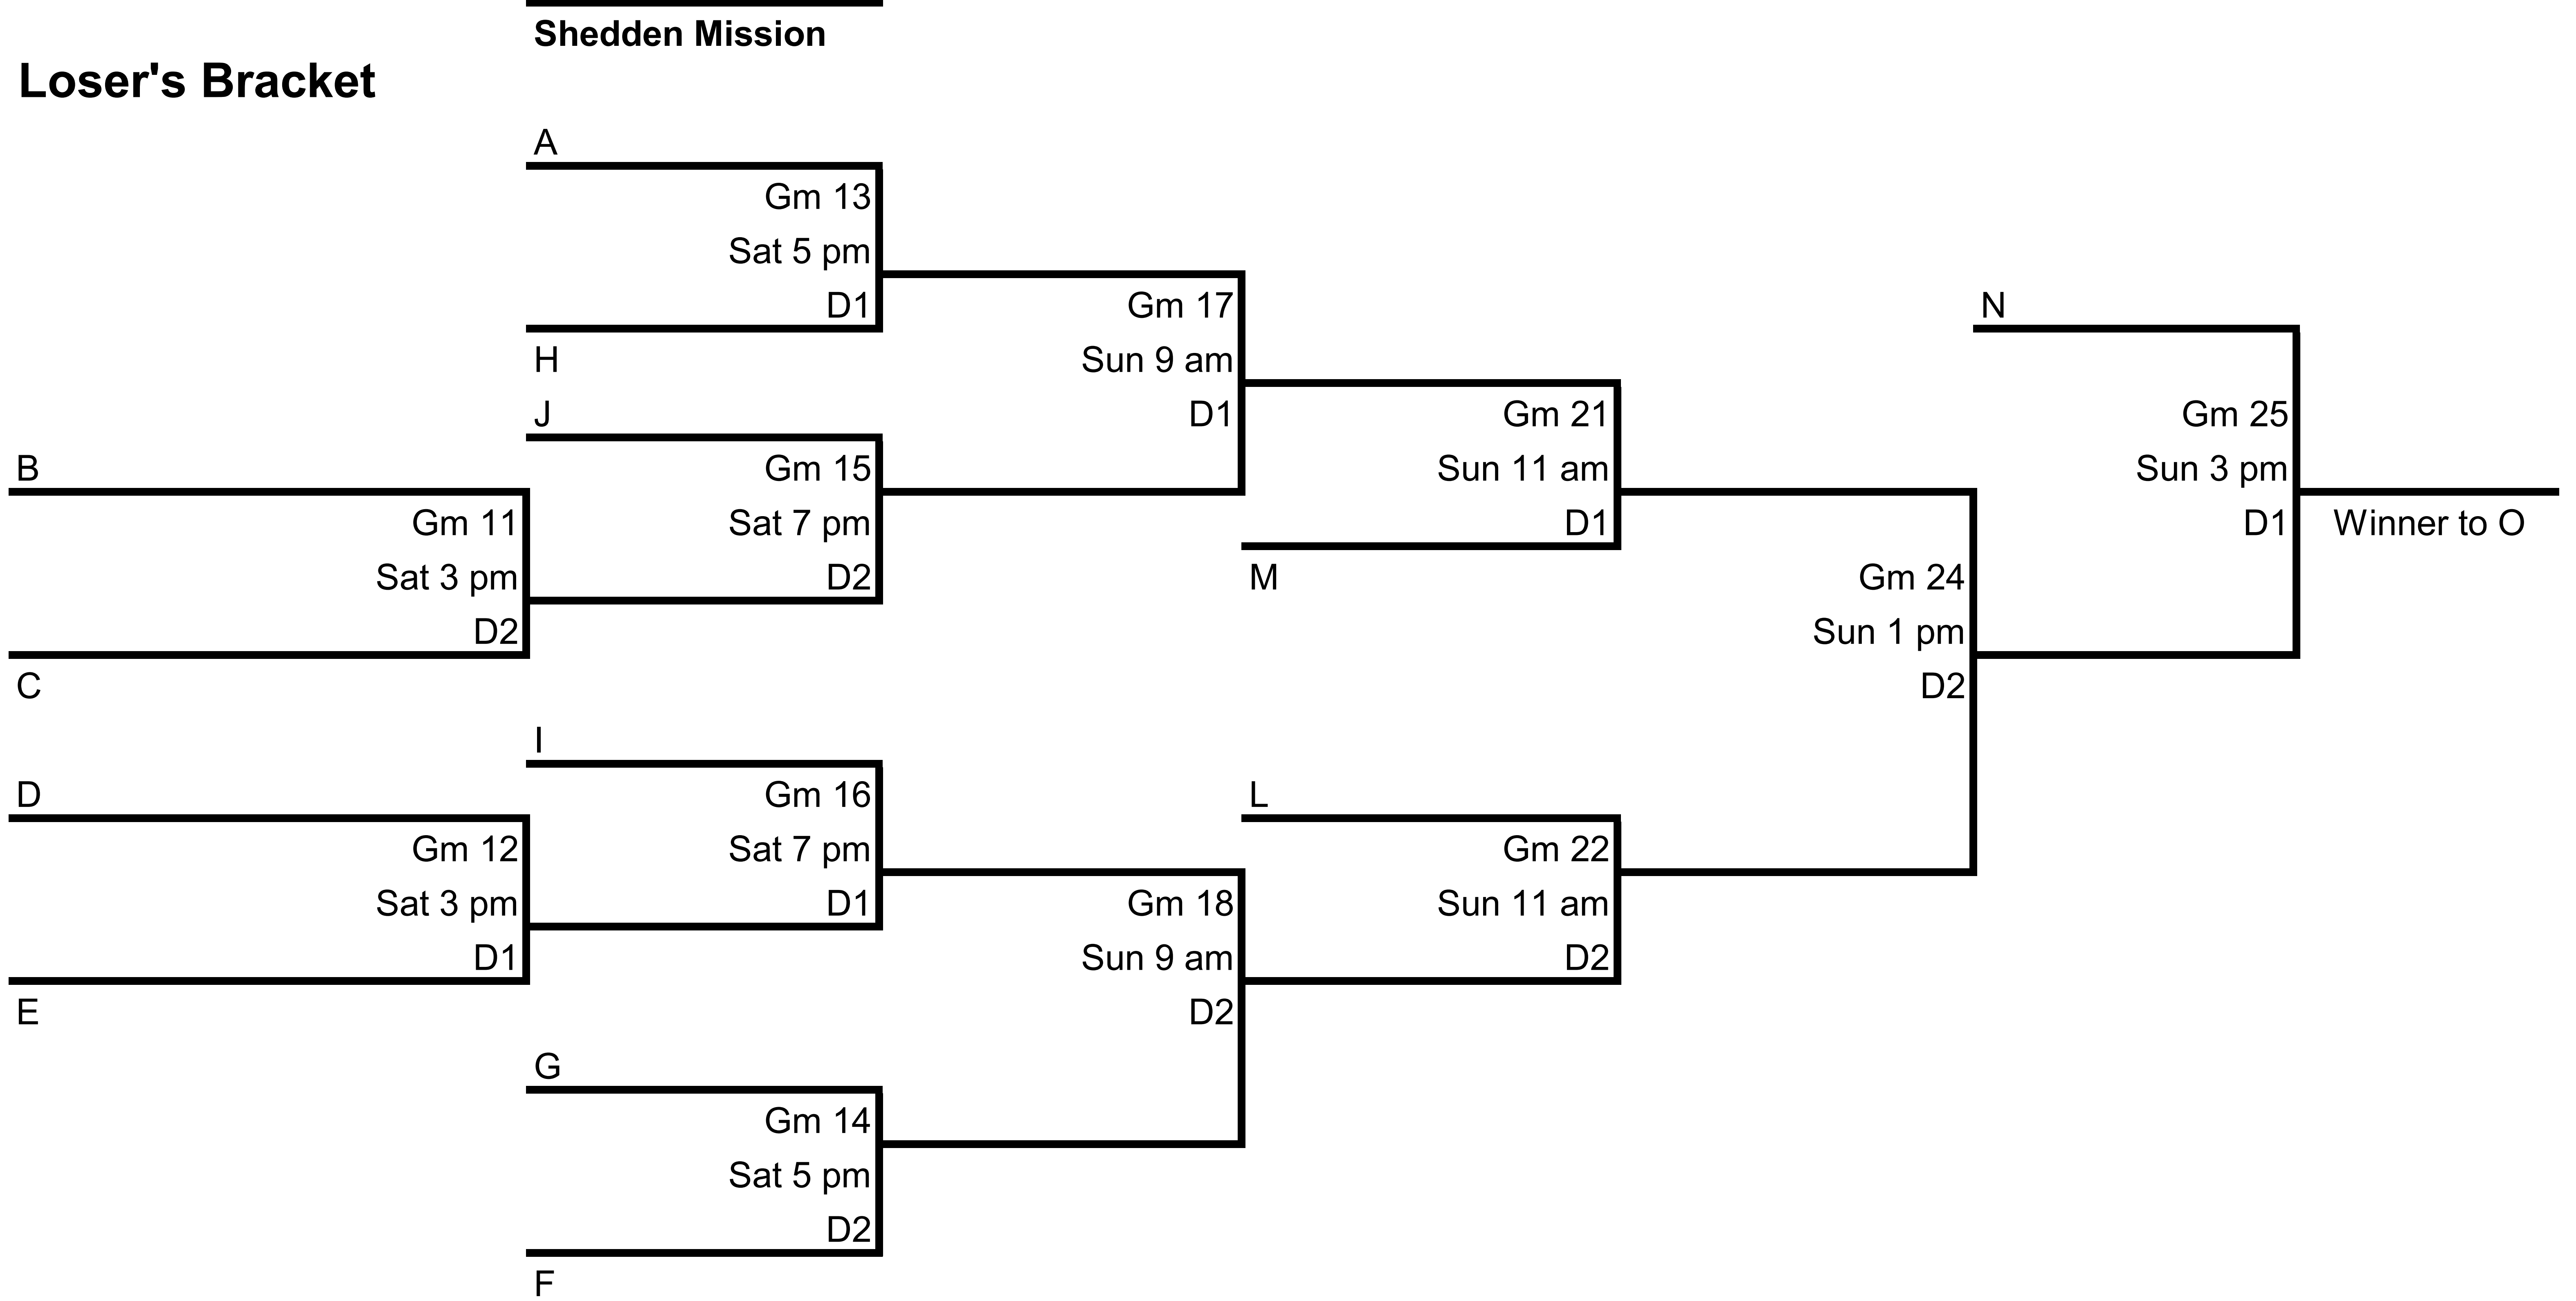 Shedden Mission
Loser's Bracket
A
Gm 13
Sat 5 pm
D1
H
J
Gm 15
Sat 7 pm
D2
B
Gm 11
Sat 3 pm
D2
C
Gm 17
Sun 9 am
D1
Gm 21
Sun 11 am
D1
M
N
Gm 25
Sun 3 pm
D1
Winner to O
Gm 24
Sun 1 pm
D2
I
Gm 16
Sat 7 pm
D1
D
Gm 12
Sat 3 pm
D1
E
L
Gm 22
Sun 11 am
D2
Gm 18
Sun 9 am
D2
G
Gm 14
Sat 5 pm
D2
F